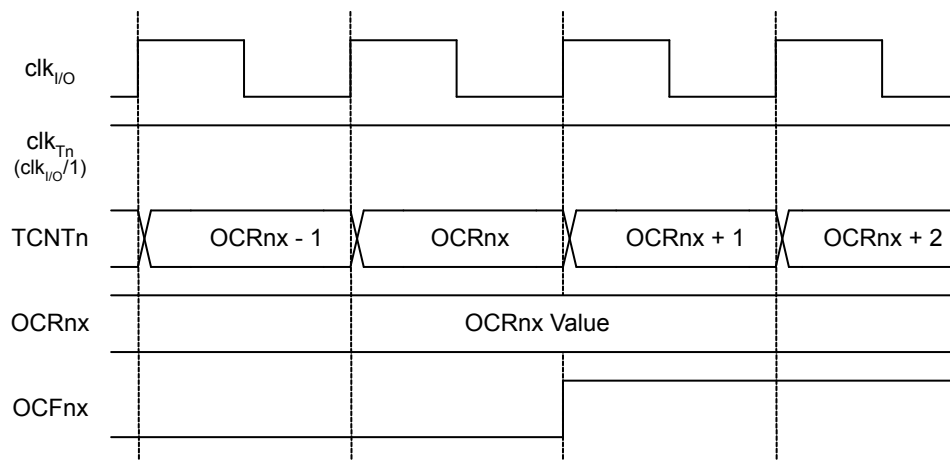 clkI/O
clkTn
(clkI/O/1)
TCNTn OCRnx - 1 OCRnx OCRnx + 1 OCRnx + 2
OCRnx OCRnx Value
OCFnx